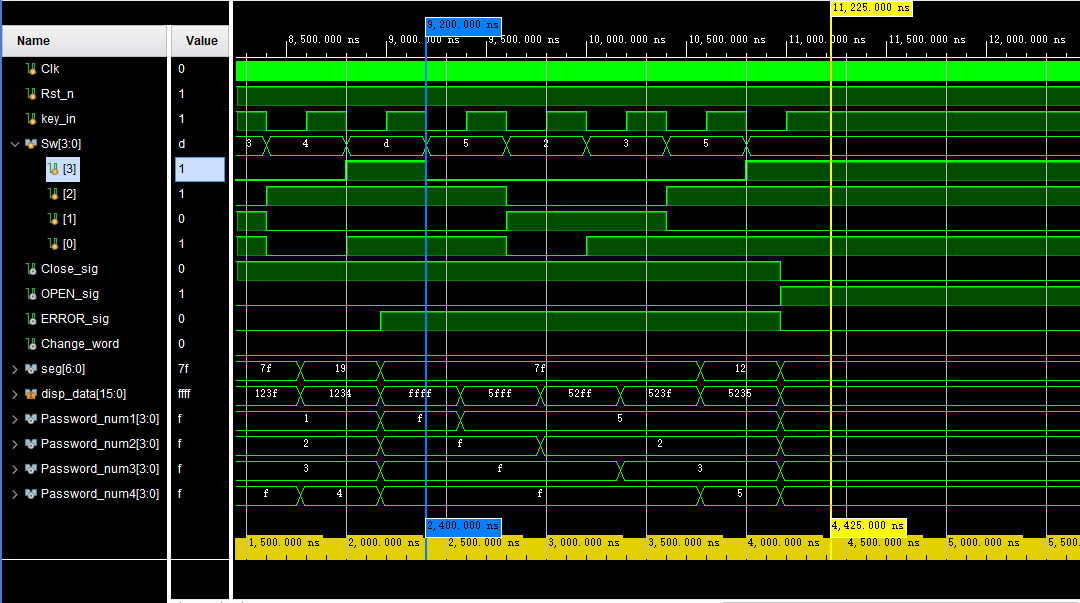 11,225.000 ns
9,200.000 ns
Name Value
8,500.000 ns 9,000.000 ns 9,500.000 ns 10,000.000 ns 10,500.000 ns 11,000.000 ns 11,500.000 ns 12,000.000 ns
Clk 0
Rst_n 1
key_in 1
Sw[3:0] d 3 4 d 5 2 3 5
[3] 1
[2] 1
[1] 0
[0] 1
Close_sig 0
OPEN_sig 1
ERROR_sig 0
Change_word 0
seg[6:0] 7f 7f 19 7f 12
disp_data[15:0] ffff 123f 1234 ffff 5fff 52ff 523f 5235
Password_num1[3:0] f 1 f 5
Password_num2[3:0] f 2 f 2
Password_num3[3:0] f 3 f 3
Password_num4[3:0] f f 4 f 5
2,400.000 ns 4,425.000 ns
1,500.000 ns 2,000.000 ns 2,500.000 ns 3,000.000 ns 3,500.000 ns 4,000.000 ns 4,500.000 ns 5,000.000 ns 5,500.